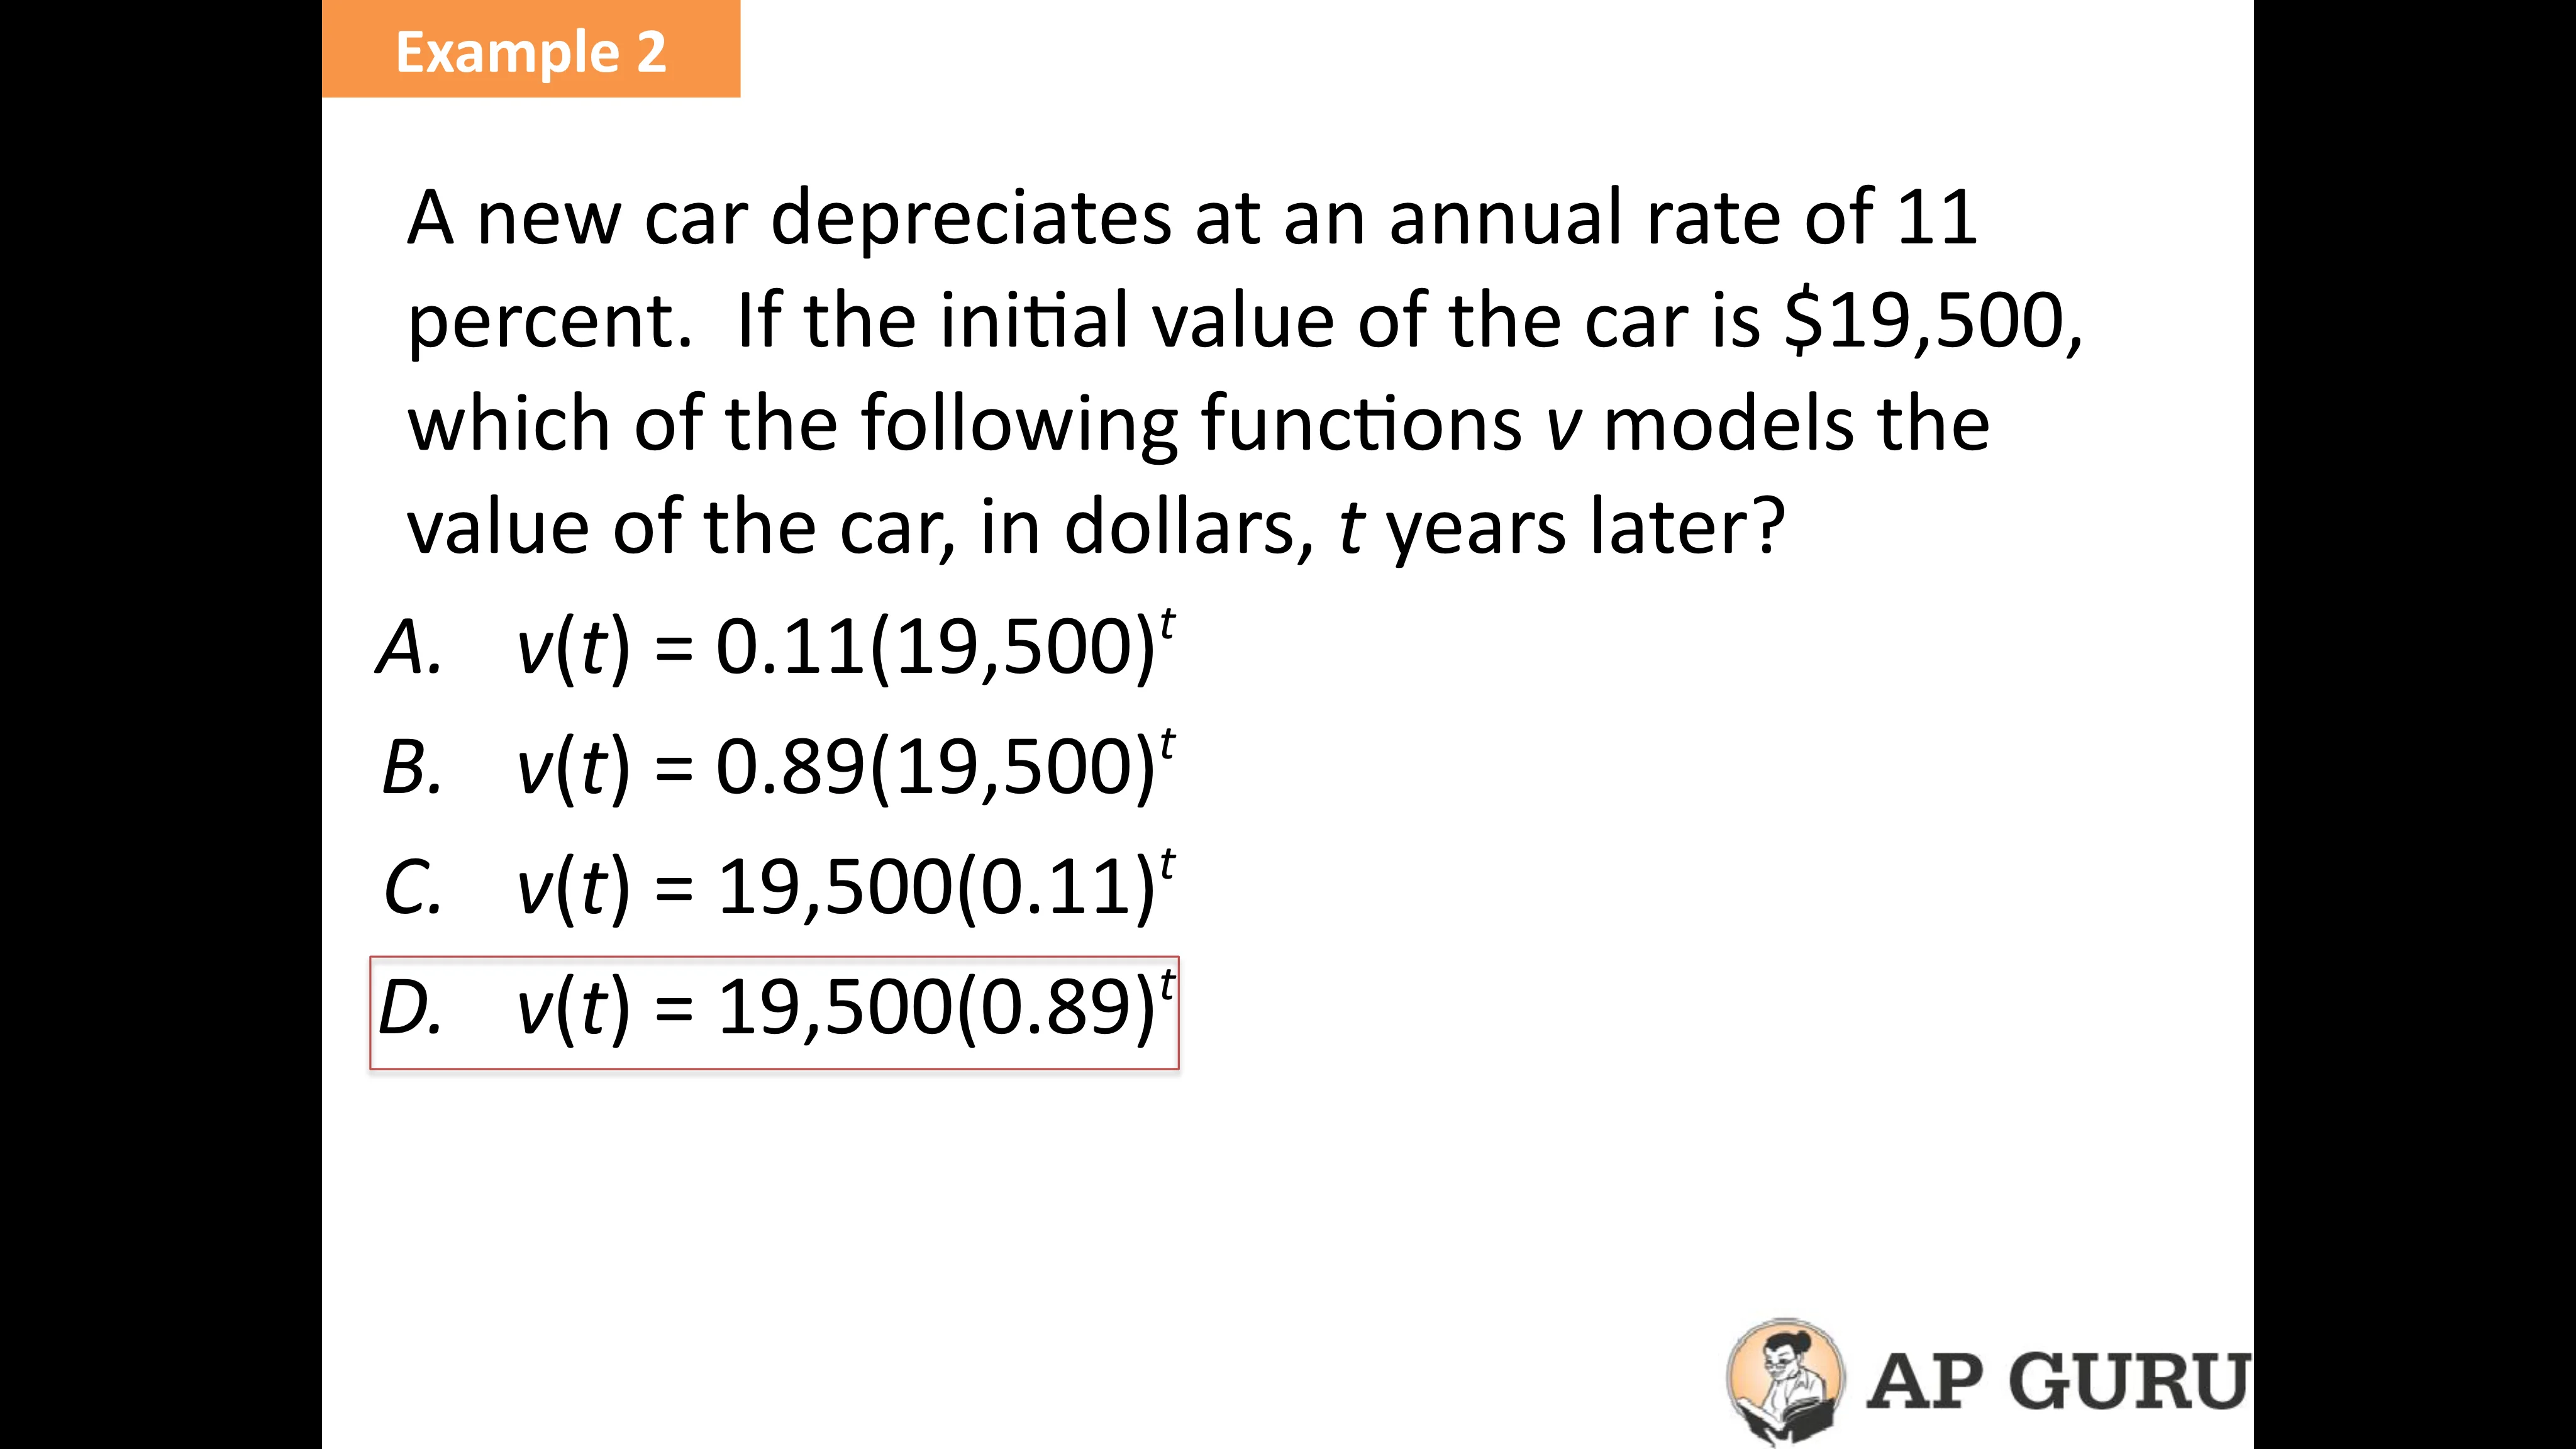 Example 2
A new car depreciates at an annual rate of 11
percent.  If the initial value of the car is $19,500,
which of the following functions v models the
value of the car, in dollars, t years later?
A. v(t) = 0.11(19,500)^t
B. v(t) = 0.89(19,500)^t
C. v(t) = 19,500(0.11)^t
D. v(t) = 19,500(0.89)^t
AP GURU